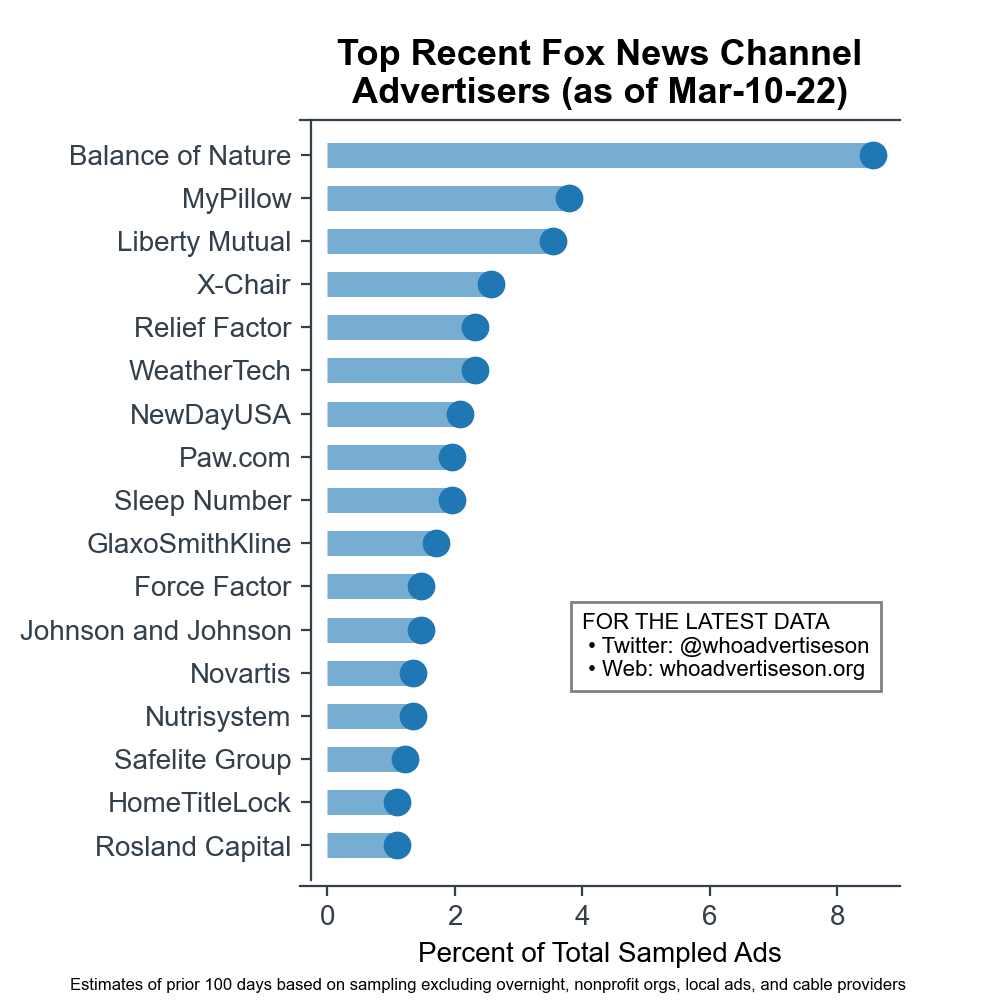 Top Recent Fox News Channel
Advertisers (as of Mar-10-22)
Balance of Nature
MyPillow
Liberty Mutual
X-Chair
Relief Factor
WeatherTech
NewDayUSA
Paw.com
Sleep Number
GlaxoSmithKline
Force Factor
Johnson and Johnson
Novartis
Nutrisystem
Safelite Group
HomeTitleLock
Rosland Capital
FOR THE LATEST DATA
• Twitter: @whoadvertiseson
• Web: whoadvertiseson.org
0 2 4 6 8
Percent of Total Sampled Ads
Estimates of prior 100 days based on sampling excluding overnight, nonprofit orgs, local ads, and cable providers